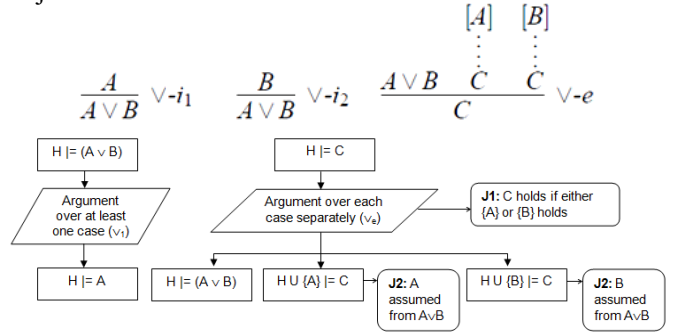 [A] [B]
A A∨B ∨-i1
B A∨B ∨-i2
A∨B C C C ∨-e
H |= (A ∨ B)
H |= C
Argument
over at least
one case (∨1)
Argument over each
case separately (∨e)
J1: C holds if either
{A} or {B} holds
H |= A
H |= (A ∨ B)
H U {A} |= C
J2: A
assumed
from A∨B
H U {B} |= C
J2: B
assumed
from A∨B